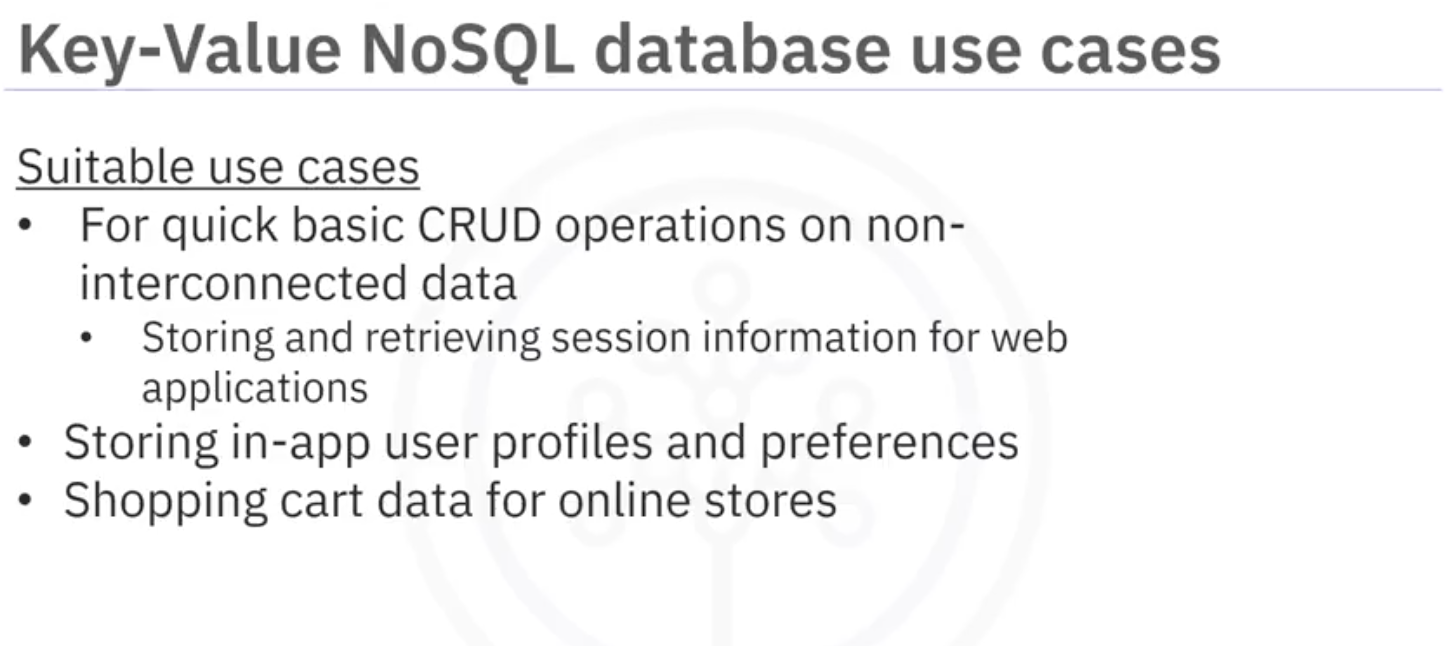 Key-Value NoSQL database use cases
Suitable use cases
• For quick basic CRUD operations on non-
interconnected data
• Storing and retrieving session information for web
applications
• Storing in-app user profiles and preferences
• Shopping cart data for online stores